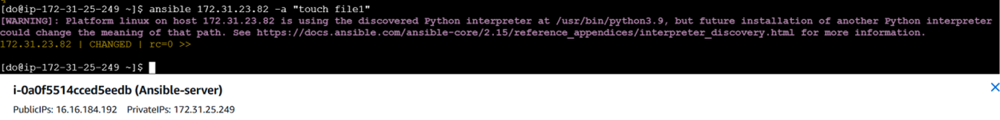 [do@ip-172-31-25-249 ~]$ ansible 172.31.23.82 -a "touch file1"
[WARNING]: Platform linux on host 172.31.23.82 is using the discovered Python interpreter at /usr/bin/python3.9, but future installation of another Python interpreter
could change the meaning of that path. See https://docs.ansible.com/ansible-core/2.15/reference_appendices/interpreter_discovery.html for more information.
172.31.23.82 | CHANGED | rc=0 >>
[do@ip-172-31-25-249 ~]$
i-0a0f5514cced5eedb (Ansible-server)
PublicIPs: 16.16.184.192 PrivateIPs: 172.31.25.249